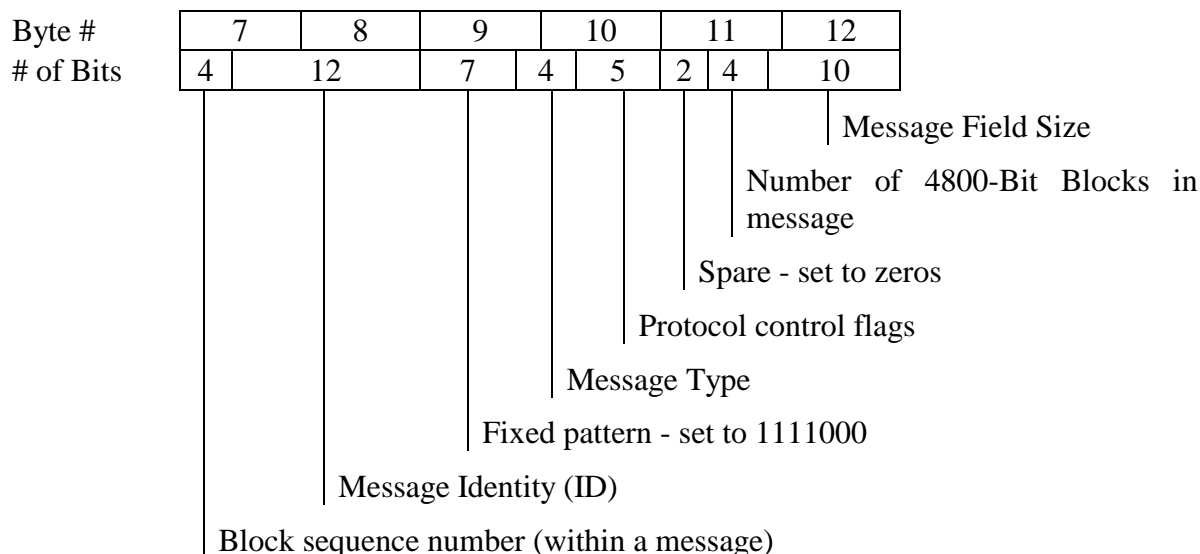 Byte # 7 8 9 10 11 12
# of Bits 4 12 7 4 5 2 4 10
Message Field Size
Number of 4800-Bit Blocks in
message
Spare - set to zeros
Protocol control flags
Message Type
Fixed pattern - set to 1111000
Message Identity (ID)
Block sequence number (within a message)